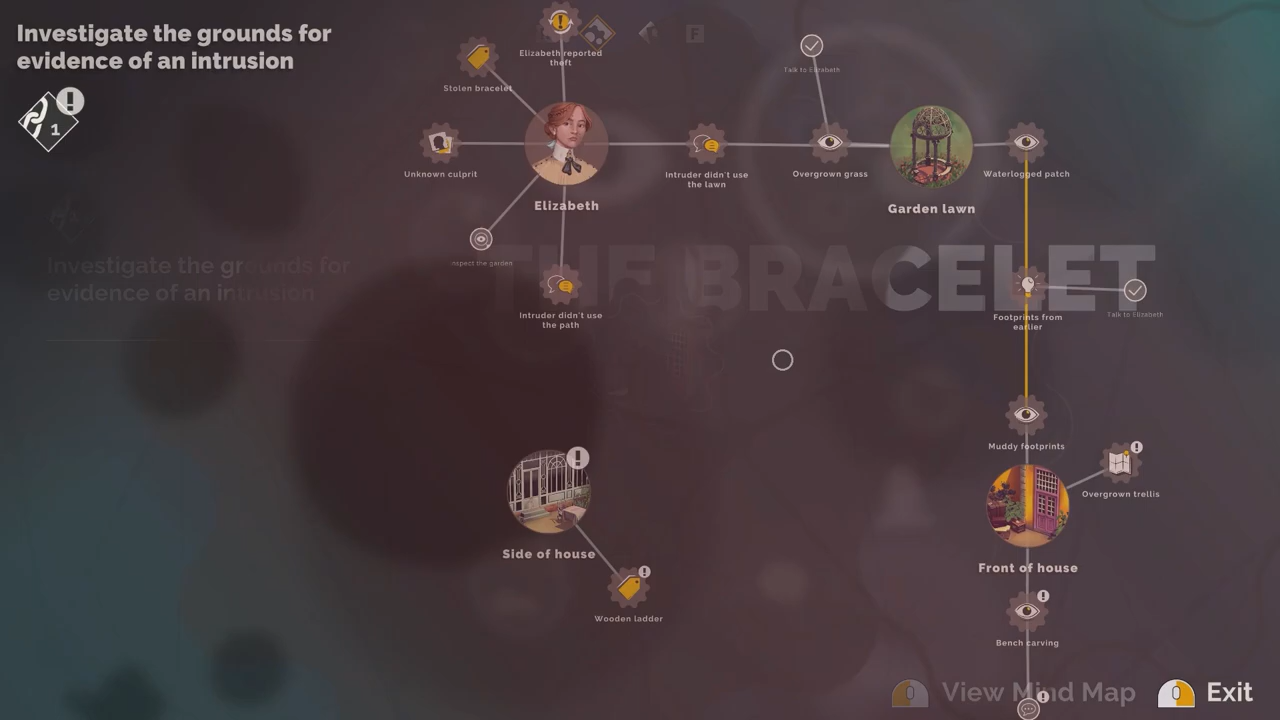 Investigate the grounds for
evidence of an intrusion
1
Investigate the grounds for
evidence of an intrusion
F
Elizabeth reported
theft
Stolen bracelet
Talk to Elizabeth
Unknown culprit
Intruder didn't use
the lawn
Overgrown grass
Waterlogged patch
Elizabeth
Garden lawn
Inspect the garden
THE BRACELET
Intruder didn't use
the path
Footprints from
earlier
Talk to Elizabeth
Muddy footprints
Overgrown trellis
Side of house
Front of house
Wooden ladder
Bench carving
View Mind Map
Exit